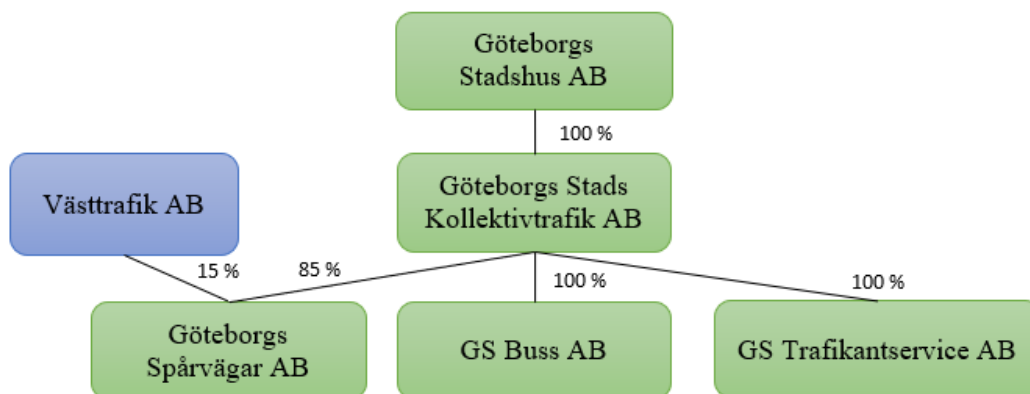 Göteborgs
Stadshus AB
100 %
Västtrafik AB
Göteborgs Stads
Kollektivtrafik AB
15 %
85 %
100 %
100 %
Göteborgs
Spårvägar AB
GS Buss AB
GS Trafikantservice AB